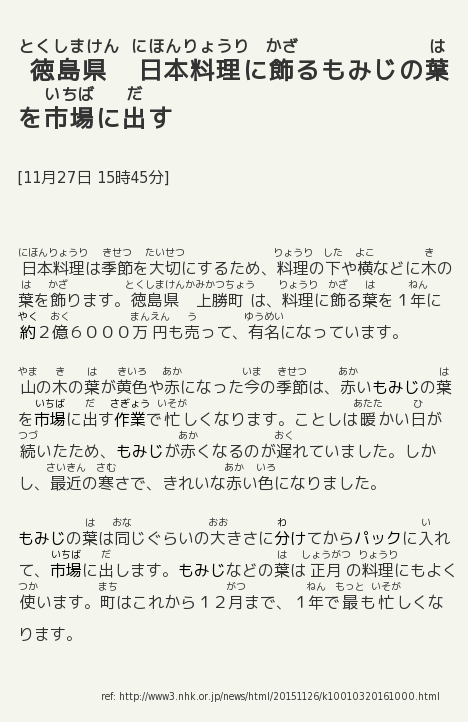 とくしまけん にほんりょうり かざ は
徳島県 日本料理に飾るもみじの葉
いちば だ
を市場に出す
[11月27日 15時45分]
にほんりょうり きせつ たいせつ りょうり した よこ き
日本料理は季節を大切にするため、料理の下や横などに木の
は かざ とくしまけんかみかつちょう りょうり かざ は ねん
葉を飾ります。徳島県 上勝町 は、料理に飾る葉を１年に
やく おく まんえん う ゆうめい
約２億６０００万円も売って、有名になっています。
やま き は きいろ あか いま きせつ あか は
山の木の葉が黄色や赤になった今の季節は、赤いもみじの葉
いちば だ さぎょう いそが あたた ひ
を市場に出す作業で忙しくなります。ことしは暖かい日が
つづ あか おく
続いたため、もみじが赤くなるのが遅れていました。しか
さいきん さむ あか いろ
し、最近の寒さで、きれいな赤い色になりました。
は おな おお わ い
もみじの葉は同じぐらいの大きさに分けてからパックに入れ
いちば だ は しょうがつ りょうり
て、市場に出します。もみじなどの葉は正月の料理にもよく
つか まち がつ ねん もっと いそが
使います。町はこれから１２月まで、１年で最も忙しくな
ります。
ref: http://www3.nhk.or.jp/news/html/20151126/k10010320161000.html